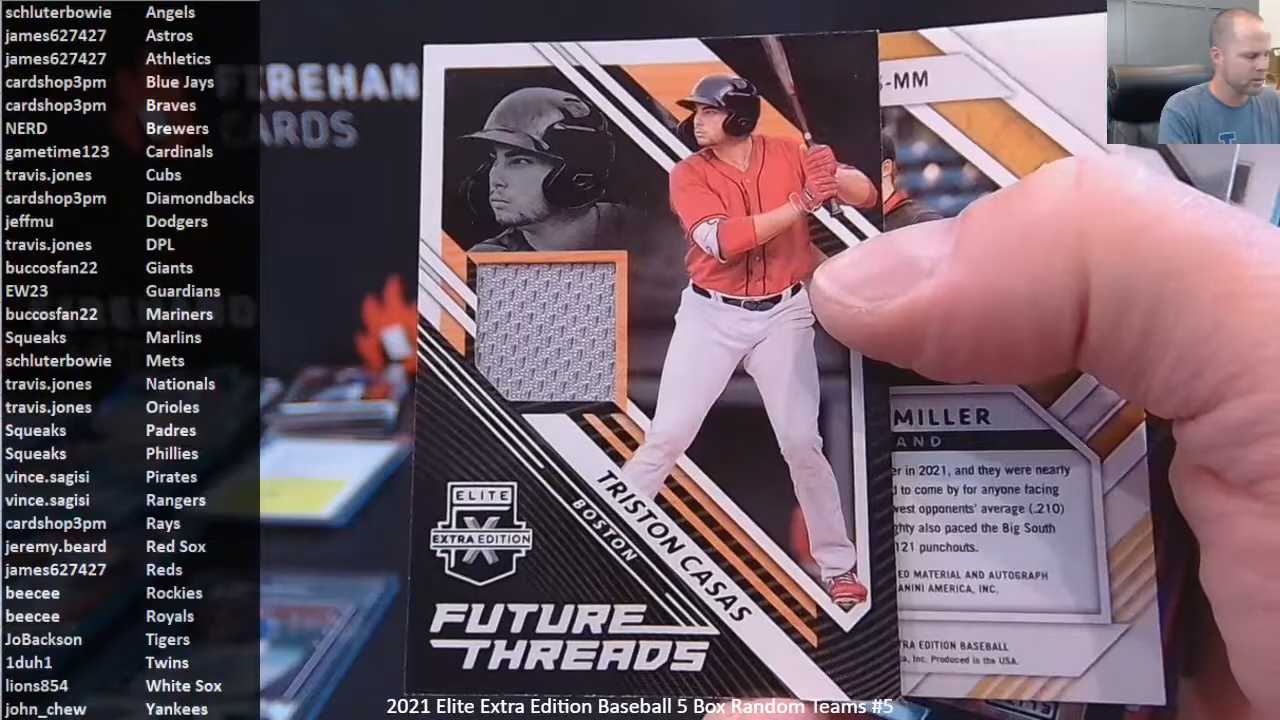 schluterbowie Angels
james627427 Astros
james627427 Athletics
cardshop3pm Blue Jays
cardshop3pm Braves
NERD Brewers
gametime123 Cardinals
travis.jones Cubs
cardshop3pm Diamondbacks
jeffmu Dodgers
travis.jones DPL
buccosfan22 Giants
EW23 Guardians
buccosfan22 Mariners
Squeaks Marlins
schluterbowie Mets
travis.jones Nationals
travis.jones Orioles
Squeaks Padres
Squeaks Phillies
vince.sagisi Pirates
vince.sagisi Rangers
cardshop3pm Rays
jeremy.beard Red Sox
james627427 Reds
beecee Rockies
beecee Royals
JoBackson Tigers
1duh1 Twins
lions854 White Sox
john_chew Yankees
FIREHAN
CARDS
TRISTON CASAS
BOSTON
ELITE
X
EXTRA EDITION
FUTURE
THREADS
-MM
MILLER
AND
er in 2021, and they were nearly
d to come by for anyone facing
west opponents' average (.210)
ghty also paced the Big South
121 punchouts.
ED MATERIAL AND AUTOGRAPH
ANINI AMERICA, INC.
RA EDITION BASEBALL
a, Inc. Produced in the USA.
2021 Elite Extra Edition Baseball 5 Box Random Teams #5